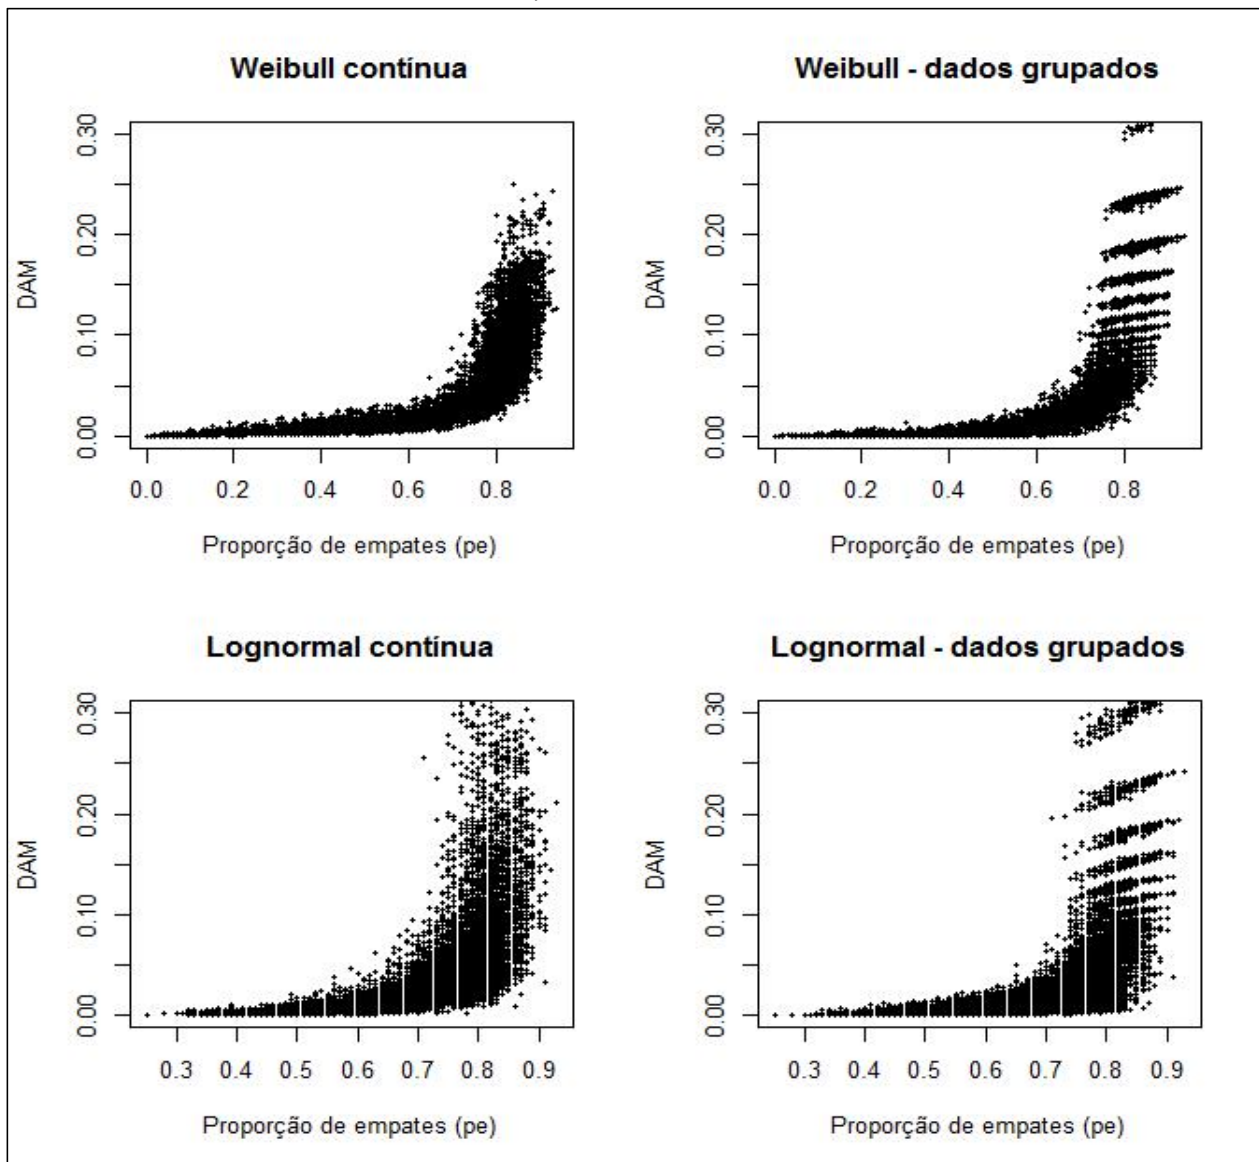 Weibull contínua
0.30
0.20
0.10
0.00
DAM
0.0 0.2 0.4 0.6 0.8
Proporção de empates (pe)
Weibull - dados grupados
0.30
0.20
0.10
0.00
DAM
0.0 0.2 0.4 0.6 0.8
Proporção de empates (pe)
Lognormal contínua
0.30
0.20
0.10
0.00
DAM
0.3 0.4 0.5 0.6 0.7 0.8 0.9
Proporção de empates (pe)
Lognormal - dados grupados
0.30
0.20
0.10
0.00
DAM
0.3 0.4 0.5 0.6 0.7 0.8 0.9
Proporção de empates (pe)